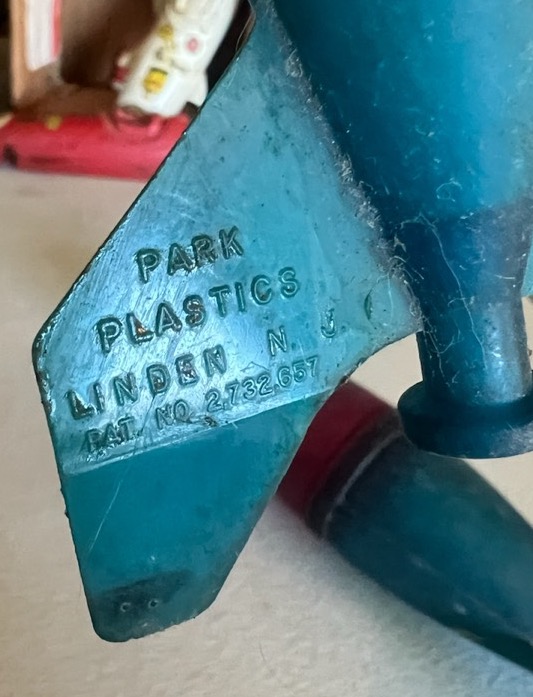 PARK
PLASTICS
LINDEN N. J.
PAT. NO. 2,732,657